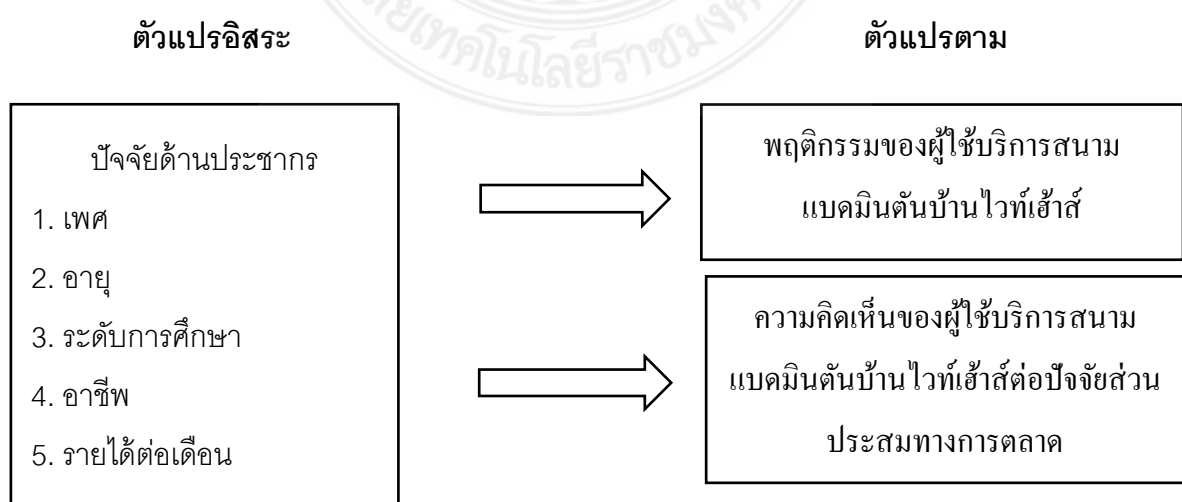 ตัวแปรอิสระ
ตัวแปรตาม
ปัจจัยด้านประชากร
1. เพศ
2. อายุ
3. ระดับการศึกษา
4. อาชีพ
5. รายได้ต่อเดือน
พฤติกรรมของผู้ใช้บริการสนาม
แบดมินตันบ้านไวท์เฮ้าส์
ความคิดเห็นของผู้ใช้บริการสนาม
แบดมินตันบ้านไวท์เฮ้าส์ต่อปัจจัยส่วน
ประสมทางการตลาด